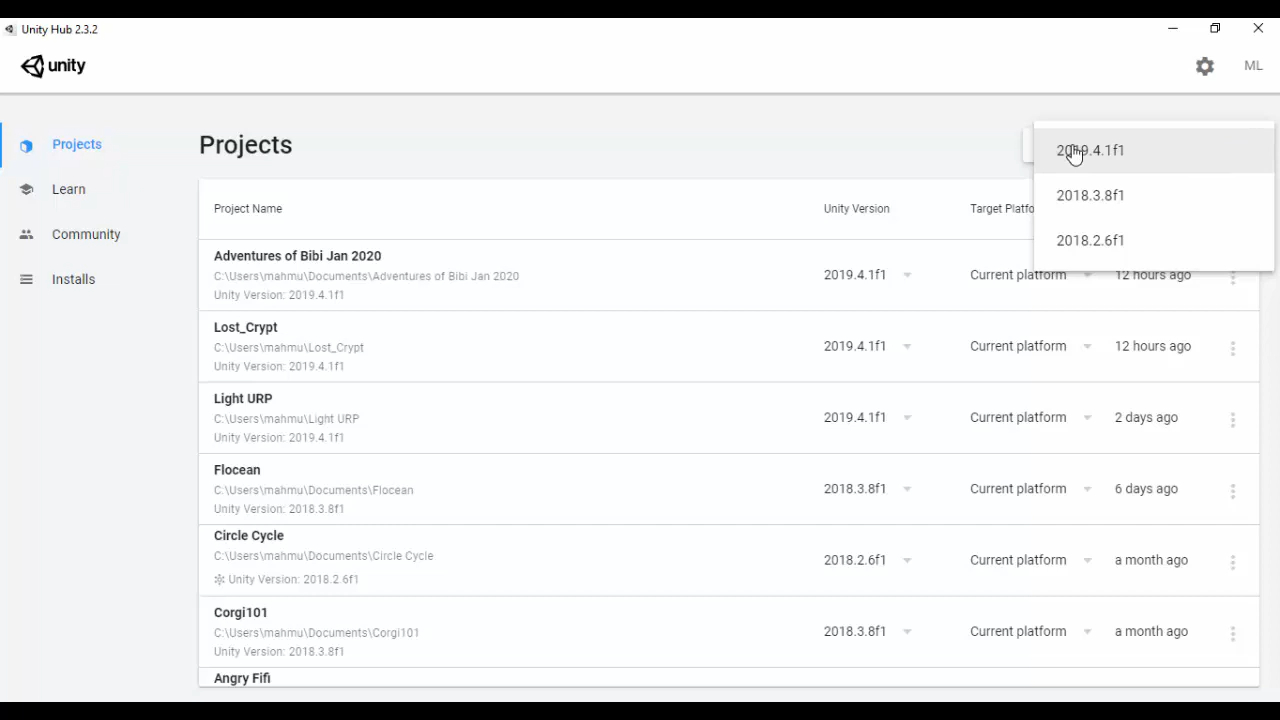 Unity Hub 2.3.2
unity
ML
Projects
Learn
Community
Installs
Projects
2019.4.1f1
2018.3.8f1
2018.2.6f1
Project Name
Unity Version
Target Platfo
Adventures of Bibi Jan 2020
C:\Users\mahmu\Documents\Adventures of Bibi Jan 2020
Unity Version: 2019.4.1f1
2019.4.1f1
Current platform
12 hours ago
Lost_Crypt
C:\Users\mahmu\Lost_Crypt
Unity Version: 2019.4.1f1
2019.4.1f1
Current platform
12 hours ago
Light URP
C:\Users\mahmu\Light URP
Unity Version: 2019.4.1f1
2019.4.1f1
Current platform
2 days ago
Flocean
C:\Users\mahmu\Documents\Flocean
Unity Version: 2018.3.8f1
2018.3.8f1
Current platform
6 days ago
Circle Cycle
C:\Users\mahmu\Documents\Circle Cycle
Unity Version: 2018.2.6f1
2018.2.6f1
Current platform
a month ago
Corgi101
C:\Users\mahmu\Documents\Corgi101
Unity Version: 2018.3.8f1
2018.3.8f1
Current platform
a month ago
Angry Fifi